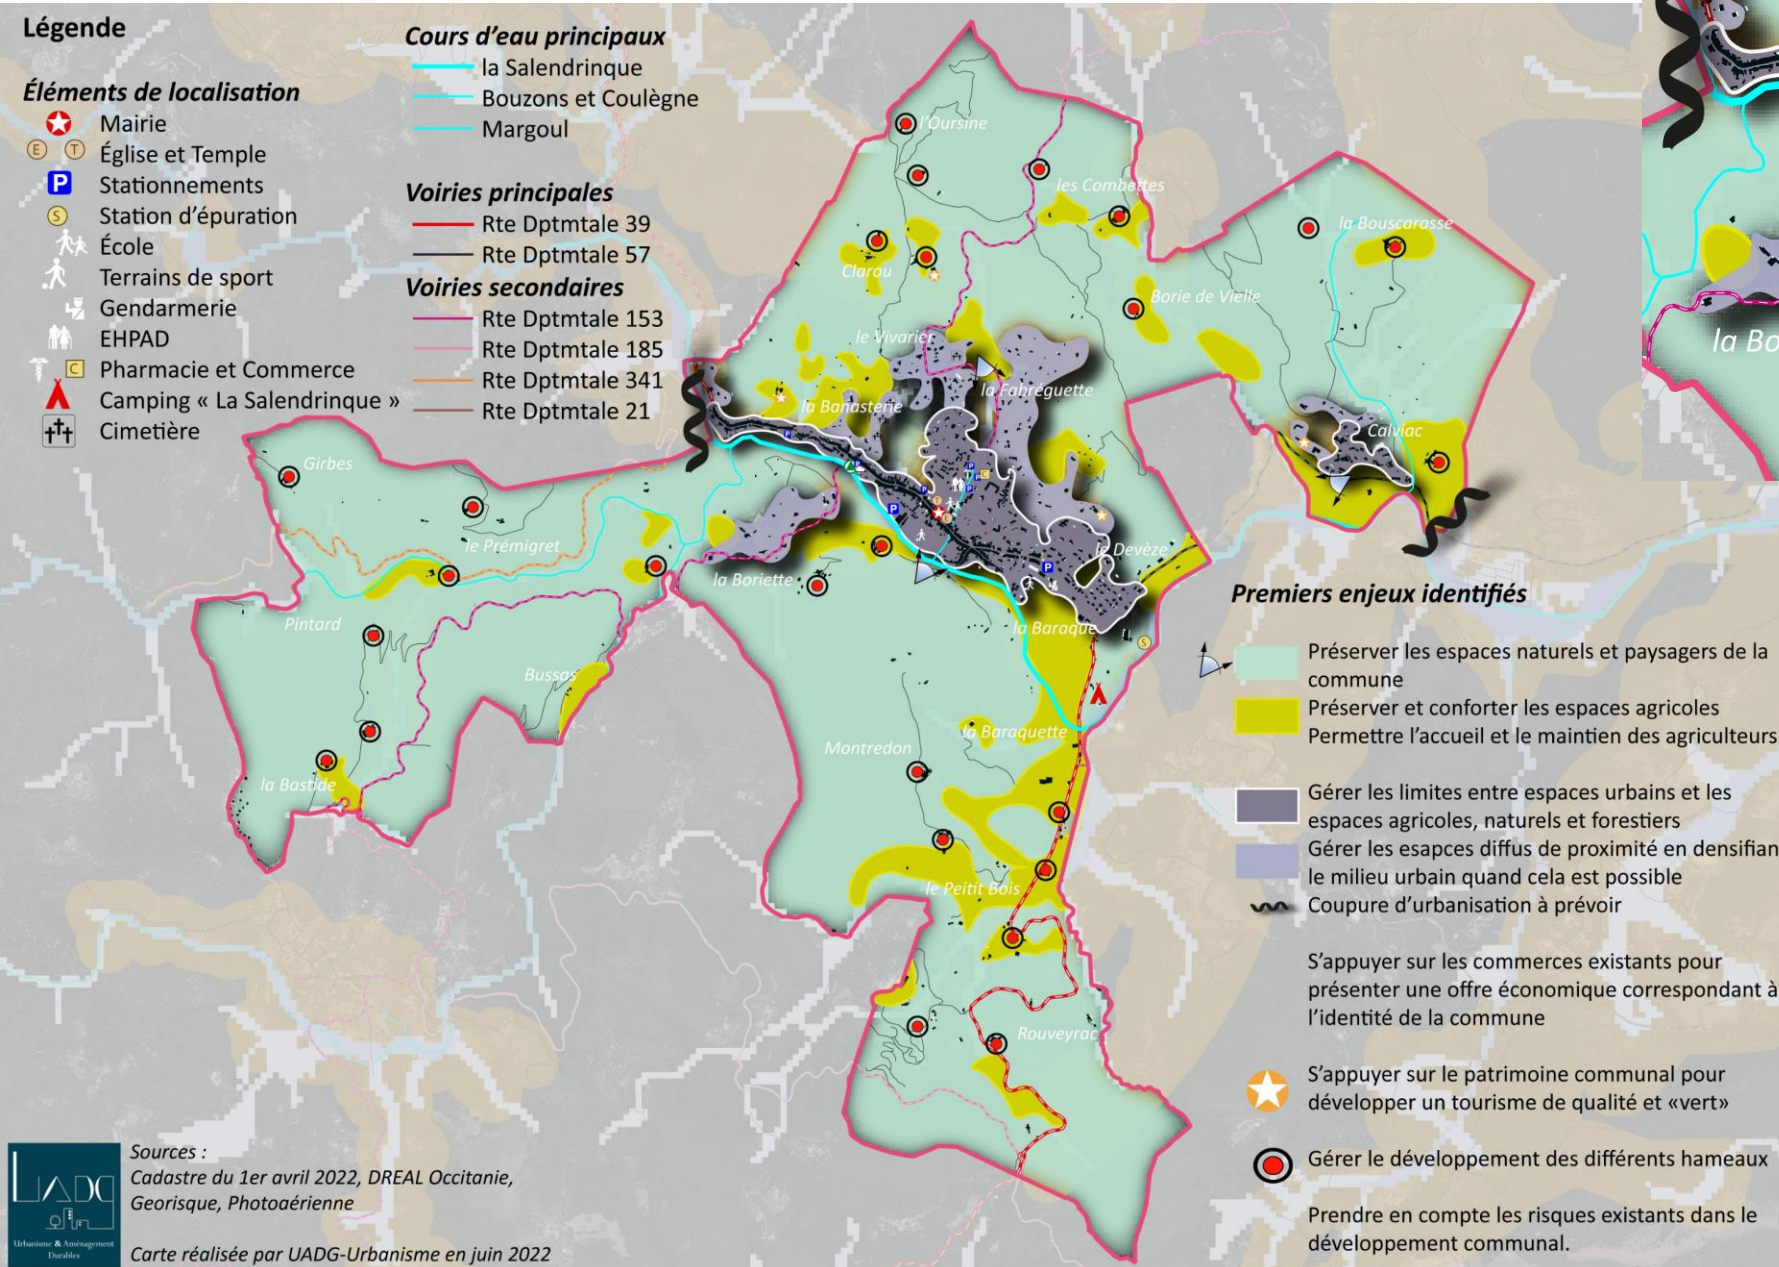 Légende
Éléments de localisation
Mairie
E T Église et Temple
P Stationnements
S Station d'épuration
École
Terrains de sport
Gendarmerie
EHPAD
C Pharmacie et Commerce
Camping « La Salendrinque »
Cimetière
Cours d'eau principaux
la Salendrinque
Bouzons et Coulègne
Margoul
Voiries principales
Rte Dptmtale 39
Rte Dptmtale 57
Voiries secondaires
Rte Dptmtale 153
Rte Dptmtale 185
Rte Dptmtale 341
Rte Dptmtale 21
l'Oursine
les Combettes
la Bouscarasse
Clarou
Borie de Vielle
le Vivarier
la Fabréguette
la Banasterie
Calviac
Girbes
le Prémigret
le Devèze
la Boriette
Pintard
la Baraque
Bussas
la Baraquette
Montredon
la Bastide
le Peitit Bois
Rouveyrac
la Bo
Premiers enjeux identifiés
Préserver les espaces naturels et paysagers de la
commune
Préserver et conforter les espaces agricoles
Permettre l'accueil et le maintien des agriculteurs
Gérer les limites entre espaces urbains et les
espaces agricoles, naturels et forestiers
Gérer les esapces diffus de proximité en densifian
le milieu urbain quand cela est possible
Coupure d'urbanisation à prévoir
S'appuyer sur les commerces existants pour
présenter une offre économique correspondant à
l'identité de la commune
S'appuyer sur le patrimoine communal pour
développer un tourisme de qualité et «vert»
Gérer le développement des différents hameaux
Prendre en compte les risques existants dans le
développement communal.
UADG
Urbanisme & Aménagement
Durables
Sources :
Cadastre du 1er avril 2022, DREAL Occitanie,
Georisque, Photoaérienne
Carte réalisée par UADG-Urbanisme en juin 2022